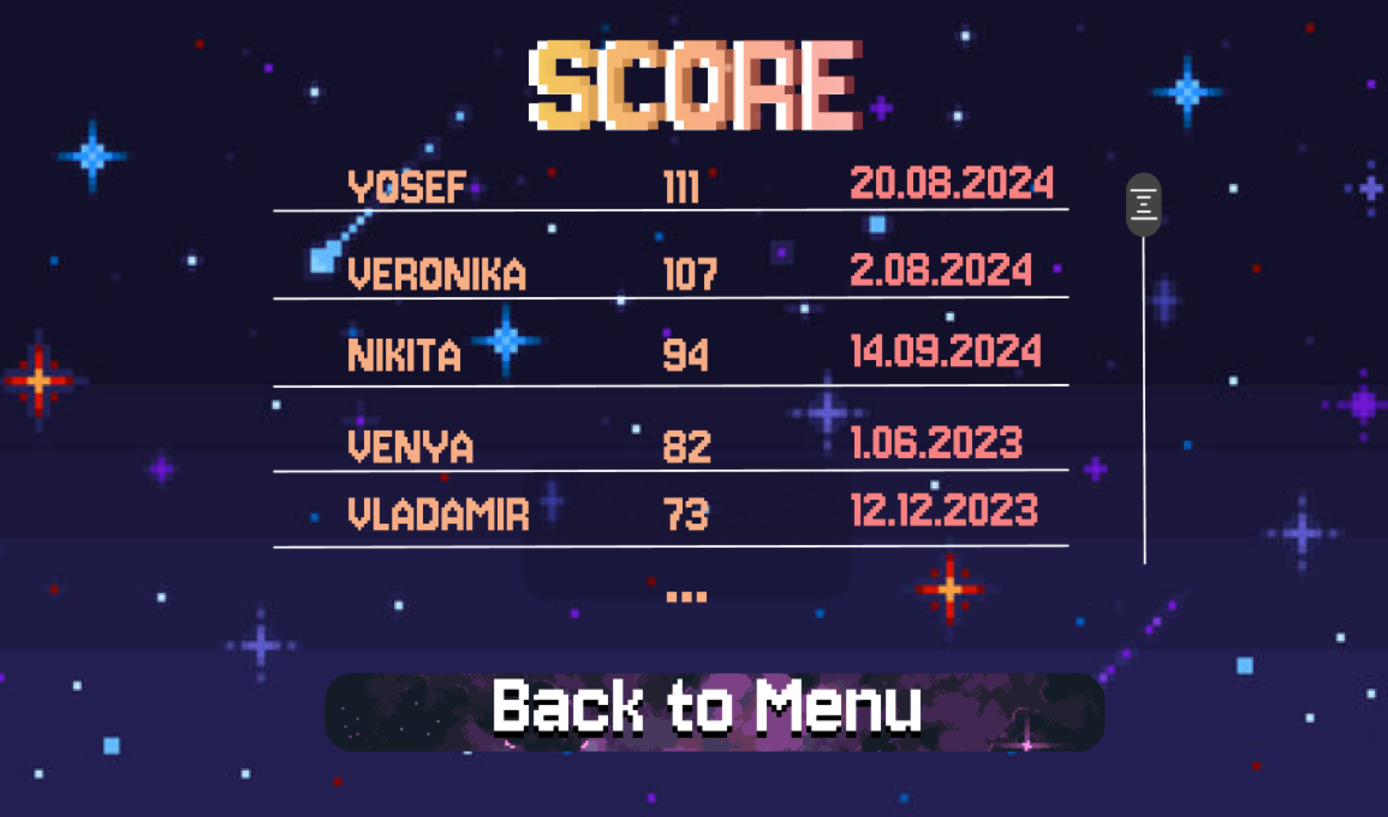 SCORE
YOSEF 111 20.08.2024
VERONIKA 107 2.08.2024
NIKITA 94 14.09.2024
VENYA 82 1.06.2023
VLADAMIR 73 12.12.2023
...
Back to Menu